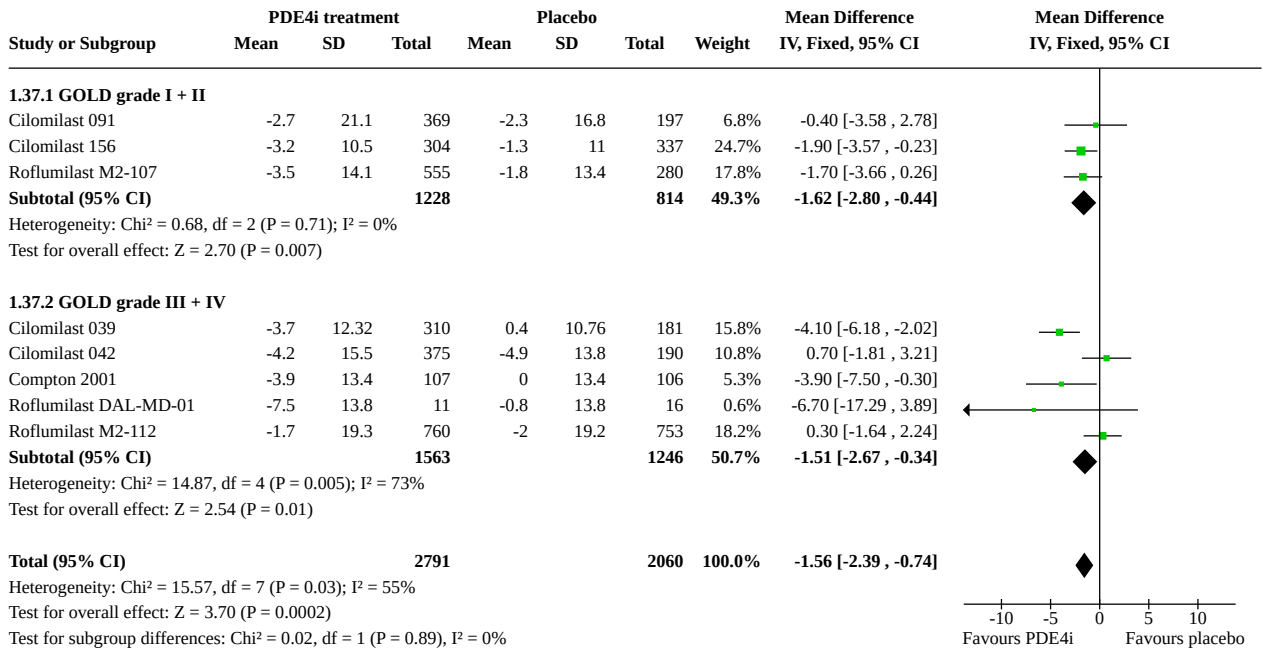 PDE4i treatment Placebo Mean Difference Mean Difference
Study or Subgroup Mean SD Total Mean SD Total Weight IV, Fixed, 95% CI IV, Fixed, 95% CI
1.37.1 GOLD grade I + II
Cilomilast 091 -2.7 21.1 369 -2.3 16.8 197 6.8% -0.40 [-3.58 , 2.78]
Cilomilast 156 -3.2 10.5 304 -1.3 11 337 24.7% -1.90 [-3.57 , -0.23]
Roflumilast M2-107 -3.5 14.1 555 -1.8 13.4 280 17.8% -1.70 [-3.66 , 0.26]
Subtotal (95% CI) 1228 814 49.3% -1.62 [-2.80 , -0.44]
Heterogeneity: Chi² = 0.68, df = 2 (P = 0.71); I² = 0%
Test for overall effect: Z = 2.70 (P = 0.007)
1.37.2 GOLD grade III + IV
Cilomilast 039 -3.7 12.32 310 0.4 10.76 181 15.8% -4.10 [-6.18 , -2.02]
Cilomilast 042 -4.2 15.5 375 -4.9 13.8 190 10.8% 0.70 [-1.81 , 3.21]
Compton 2001 -3.9 13.4 107 0 13.4 106 5.3% -3.90 [-7.50 , -0.30]
Roflumilast DAL-MD-01 -7.5 13.8 11 -0.8 13.8 16 0.6% -6.70 [-17.29 , 3.89]
Roflumilast M2-112 -1.7 19.3 760 -2 19.2 753 18.2% 0.30 [-1.64 , 2.24]
Subtotal (95% CI) 1563 1246 50.7% -1.51 [-2.67 , -0.34]
Heterogeneity: Chi² = 14.87, df = 4 (P = 0.005); I² = 73%
Test for overall effect: Z = 2.54 (P = 0.01)
Total (95% CI) 2791 2060 100.0% -1.56 [-2.39 , -0.74]
Heterogeneity: Chi² = 15.57, df = 7 (P = 0.03); I² = 55%
Test for overall effect: Z = 3.70 (P = 0.0002) -10 -5 0 5 10
Test for subgroup differences: Chi² = 0.02, df = 1 (P = 0.89), I² = 0% Favours PDE4i Favours placebo